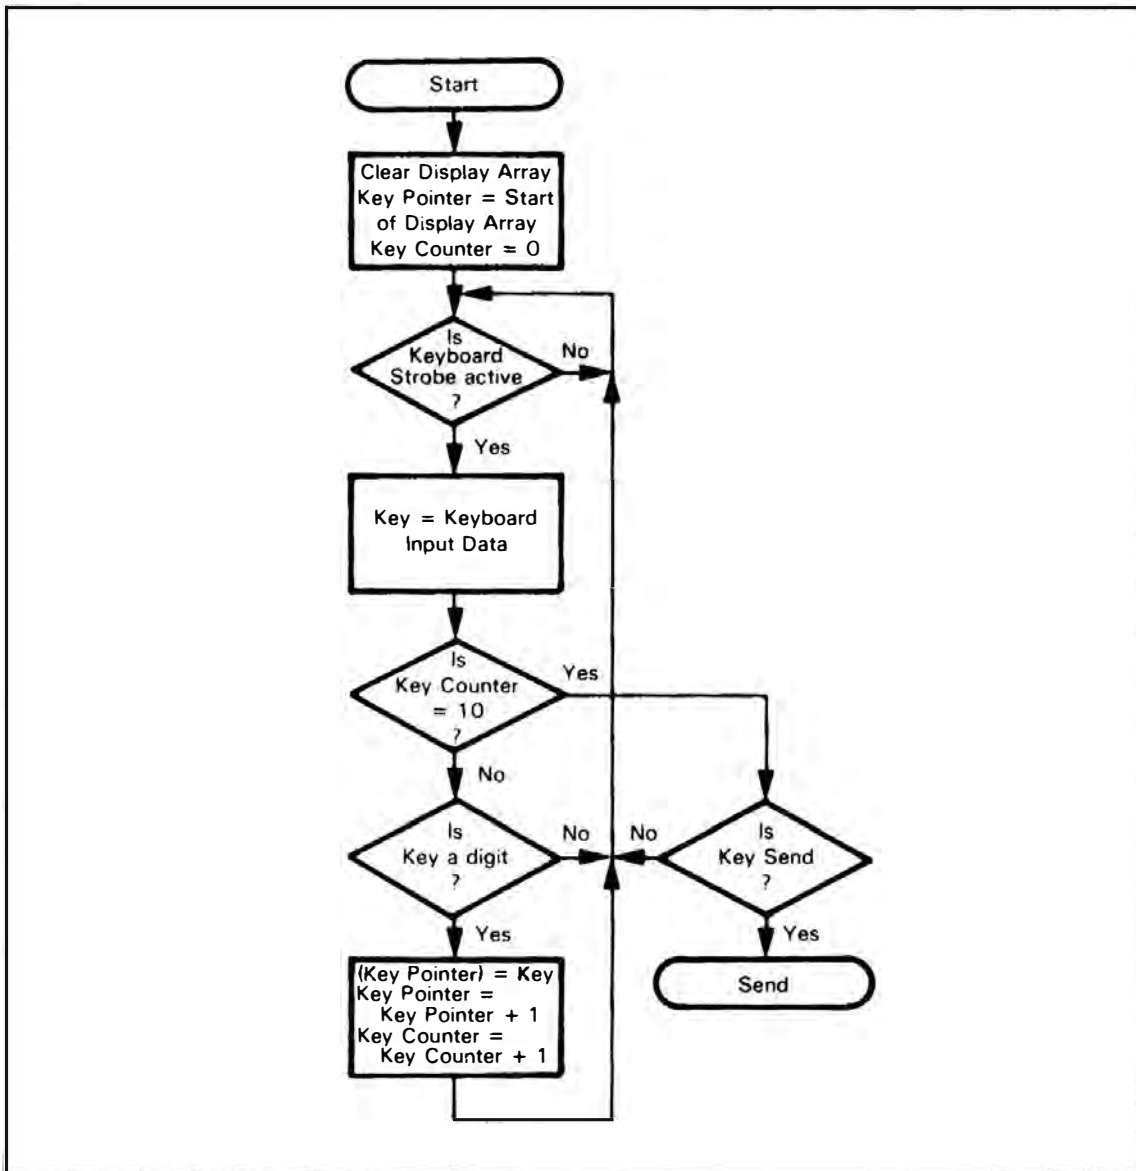 Start
Clear Display Array
Key Pointer = Start
of Display Array
Key Counter = 0
Is
Keyboard
Strobe active
?
No
Yes
Key = Keyboard
Input Data
Is
Key Counter
= 10
?
Yes
No
Is
Key a digit
?
No
No
Is
Key Send
?
Yes
Yes
(Key Pointer) = Key
Key Pointer =
Key Pointer + 1
Key Counter =
Key Counter + 1
Send